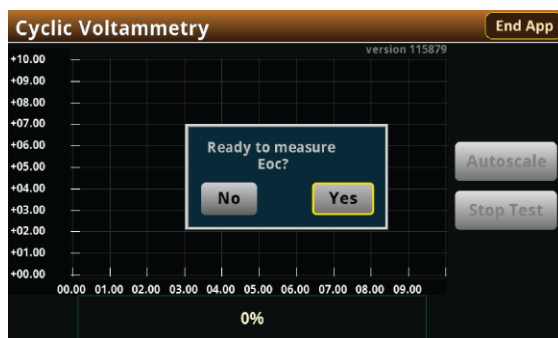 Cyclic Voltammetry
End App
version 115879
+10.00
+09.00
+08.00
+07.00
+06.00
+05.00
+04.00
+03.00
+02.00
+01.00
+00.00
Ready to measure
Eoc?
No
Yes
Autoscale
Stop Test
00.00 01.00 02.00 03.00 04.00 05.00 06.00 07.00 08.00 09.00
0%